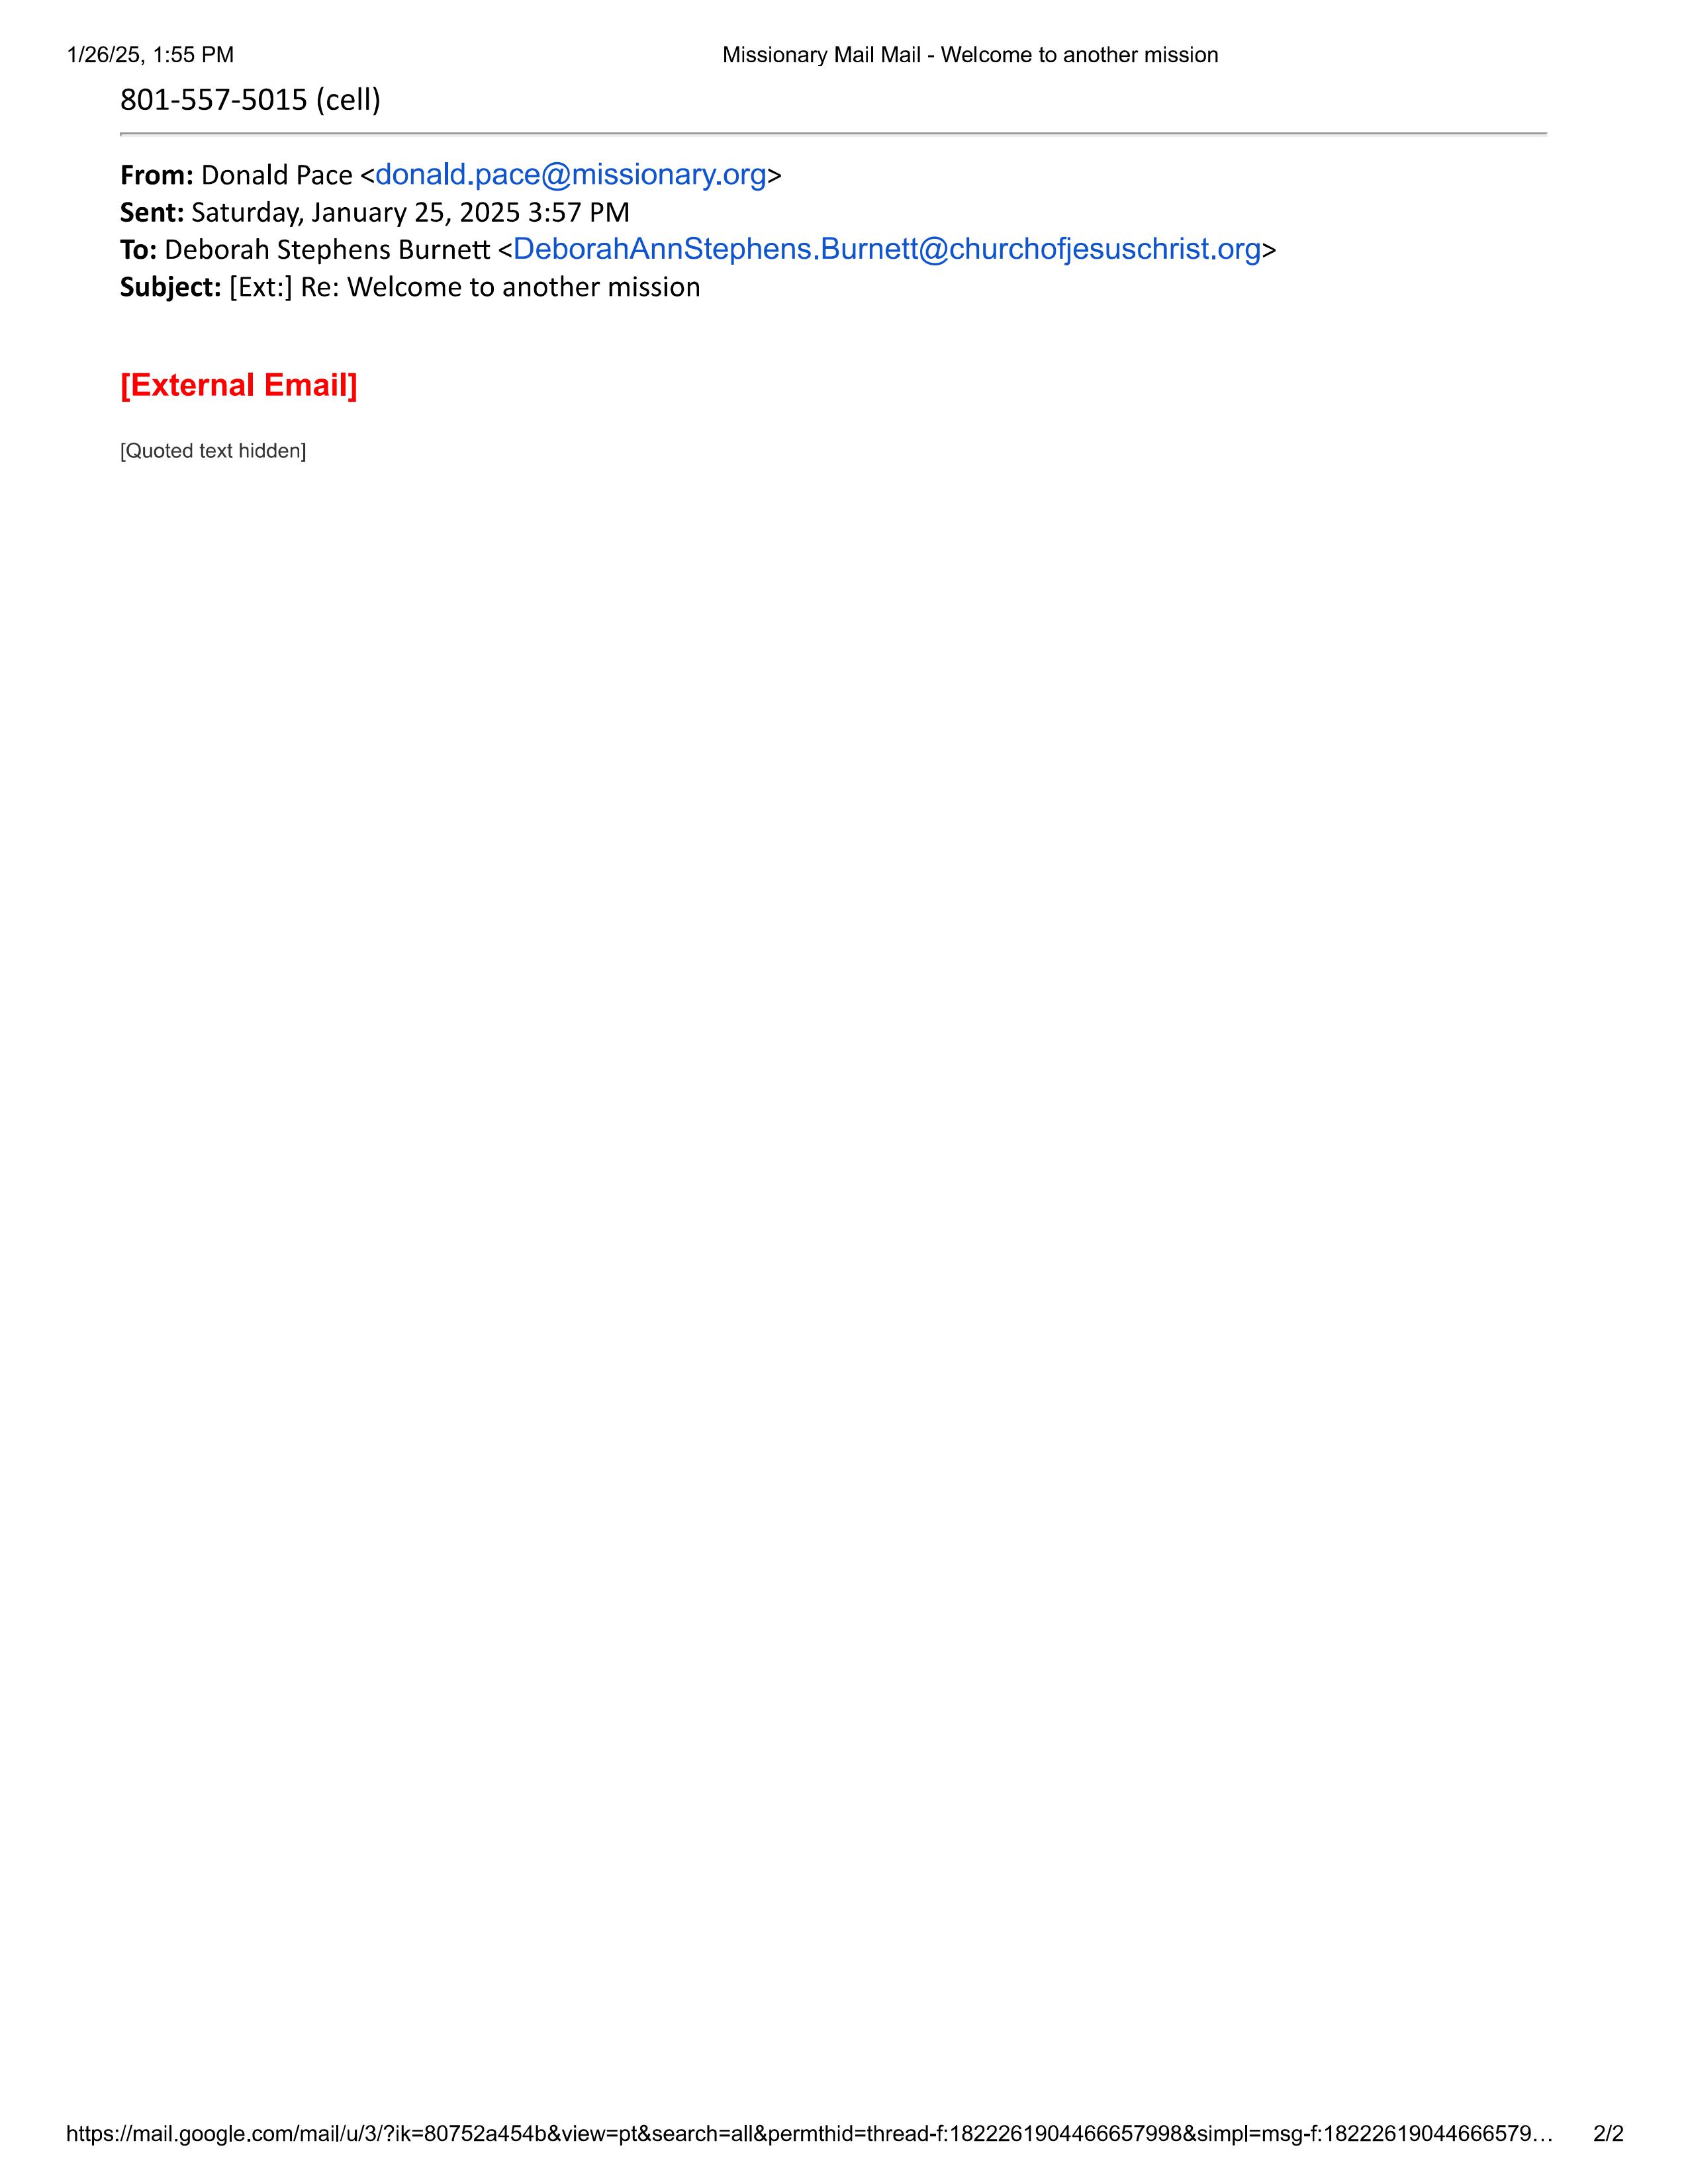 1/26/25, 1:55 PM
Missionary Mail Mail - Welcome to another mission
801-557-5015 (cell)
From: Donald Pace <donald.pace@missionary.org>
Sent: Saturday, January 25, 2025 3:57 PM
To: Deborah Stephens Burnett <DeborahAnnStephens.Burnett@churchofjesuschrist.org>
Subject: [Ext:] Re: Welcome to another mission
[External Email]
[Quoted text hidden]
https://mail.google.com/mail/u/3/?ik=80752a454b&view=pt&search=all&permthid=thread-f:1822261904466657998&simpl=msg-f:18222619044666579…
2/2